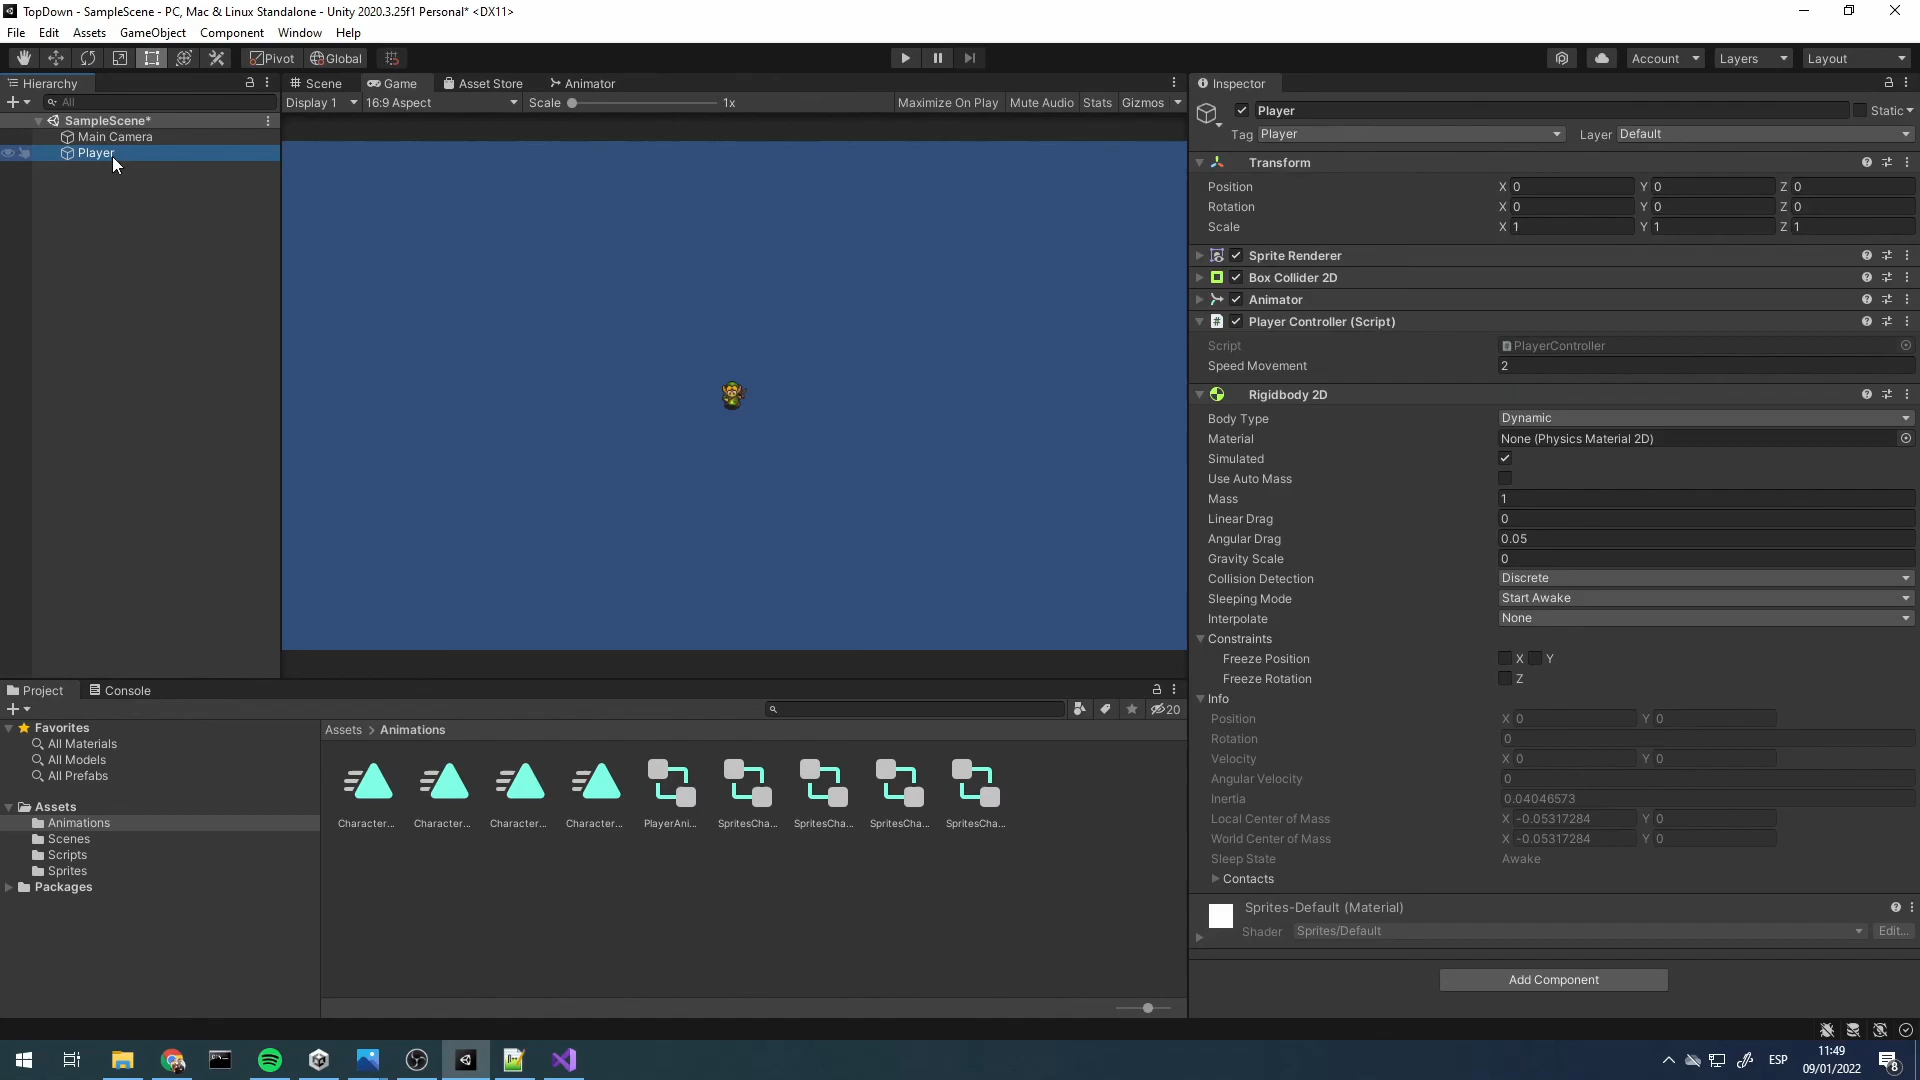 TopDown - SampleScene - PC, Mac & Linux Standalone - Unity 2020.3.25f1 Personal* <DX11>
File Edit Assets GameObject Component Window Help
Pivot Global Account Layers Layout
Hierarchy Scene Game Asset Store Animator Inspector
All Display 1 16:9 Aspect Scale 1x Maximize On Play Mute Audio Stats Gizmos
Player Static
SampleScene*
Main Camera
Tag Player Layer Default
Player
Transform
Position X 0 Y 0 Z 0
Rotation X 0 Y 0 Z 0
Scale X 1 Y 1 Z 1
Sprite Renderer
Box Collider 2D
Animator
Player Controller (Script)
Script PlayerController
Speed Movement 2
Rigidbody 2D
Body Type Dynamic
Material None (Physics Material 2D)
Simulated
Use Auto Mass
Mass 1
Linear Drag 0
Angular Drag 0.05
Gravity Scale 0
Collision Detection Discrete
Sleeping Mode Start Awake
Interpolate None
Constraints
Freeze Position X Y
Freeze Rotation Z
Info
Position X 0 Y 0
Rotation 0
Velocity X 0 Y 0
Angular Velocity 0
Inertia 0.04046573
Local Center of Mass X -0.05317284 Y 0
World Center of Mass X -0.05317284 Y 0
Sleep State Awake
Contacts
Sprites-Default (Material)
Shader Sprites/Default Edit...
Add Component
Project Console
20
Favorites
All Materials
All Models
All Prefabs
Assets
Animations
Scenes
Scripts
Sprites
Packages
Assets > Animations
Character... Character... Character... Character... PlayerAni... SpritesCha... SpritesCha... SpritesCha... SpritesCha...
ESP
11:49
09/01/2022
8